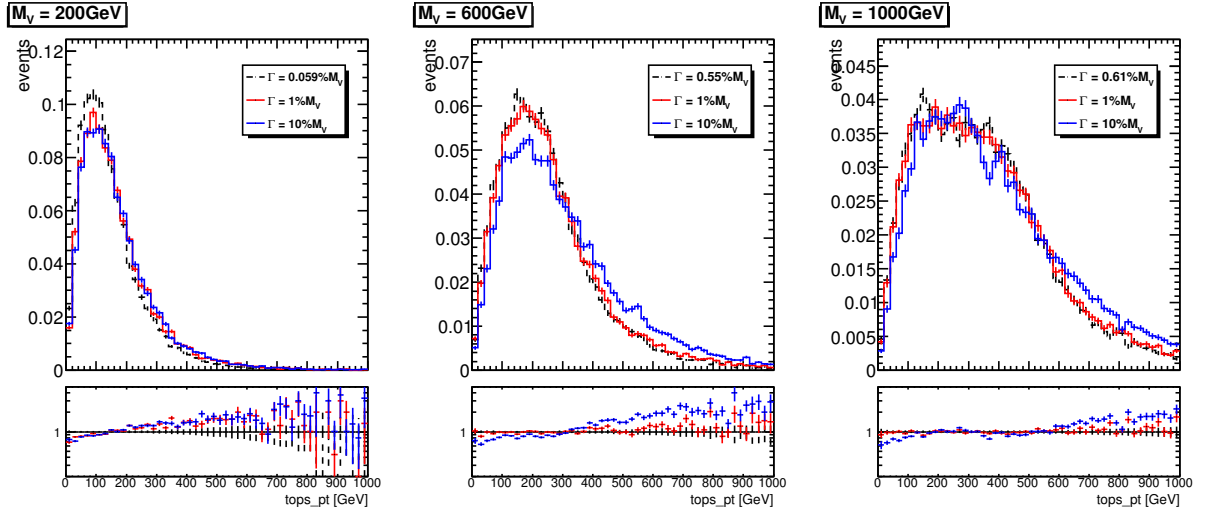 M_V = 200GeV
events
0.12
0.1
0.08
0.06
0.04
0.02
0
Γ = 0.059%M_V
Γ = 1%M_V
Γ = 10%M_V
1
0 100 200 300 400 500 600 700 800 900 1000
tops_pt [GeV]
M_V = 600GeV
events
0.07
0.06
0.05
0.04
0.03
0.02
0.01
0
Γ = 0.55%M_V
Γ = 1%M_V
Γ = 10%M_V
1
0 100 200 300 400 500 600 700 800 900 1000
tops_pt [GeV]
M_V = 1000GeV
events
0.045
0.04
0.035
0.03
0.025
0.02
0.015
0.01
0.005
0
Γ = 0.61%M_V
Γ = 1%M_V
Γ = 10%M_V
1
0 100 200 300 400 500 600 700 800 900 1000
tops_pt [GeV]